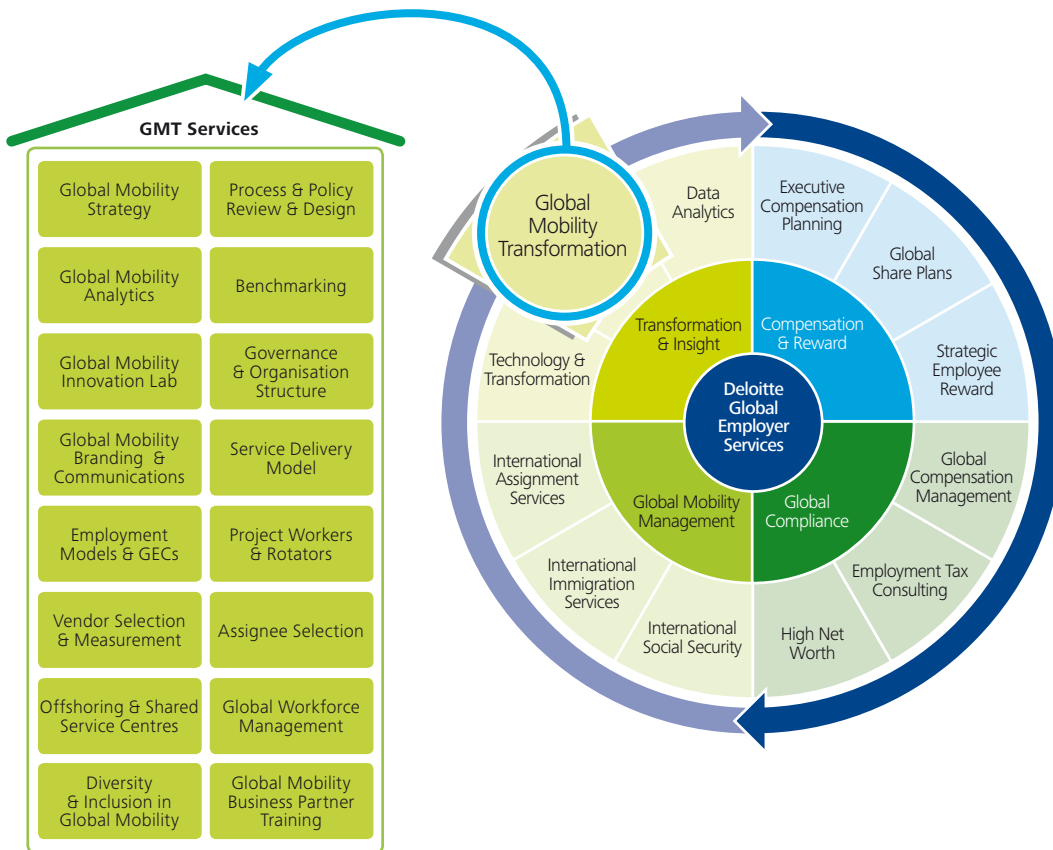 GMT Services
Global Mobility
Strategy
Process & Policy
Review & Design
Global Mobility
Analytics
Benchmarking
Global Mobility
Innovation Lab
Governance
& Organisation
Structure
Global Mobility
Branding &
Communications
Service Delivery
Model
Employment
Models & GECs
Project Workers
& Rotators
Vendor Selection
& Measurement
Assignee Selection
Offshoring & Shared
Service Centres
Global Workforce
Management
Diversity
& Inclusion in
Global Mobility
Global Mobility
Business Partner
Training
Global
Mobility
Transformation
Data
Analytics
Executive
Compensation
Planning
Global
Share Plans
Strategic
Employee
Reward
Global
Compensation
Management
Employment Tax
Consulting
High Net
Worth
International
Social Security
International
Immigration
Services
International
Assignment
Services
Technology &
Transformation
Transformation
& Insight
Compensation
& Reward
Global
Compliance
Global Mobility
Management
Deloitte
Global
Employer
Services